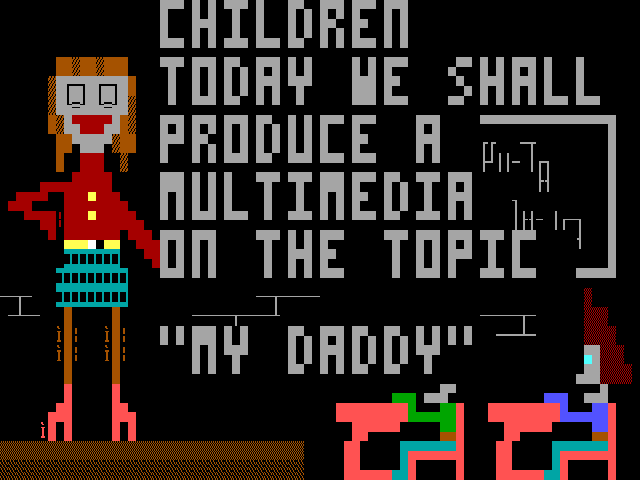 CHILDREN
TODAY WE SHALL
PRODUCE A
MULTIMEDIA
ON THE TOPIC
"MY DADDY"